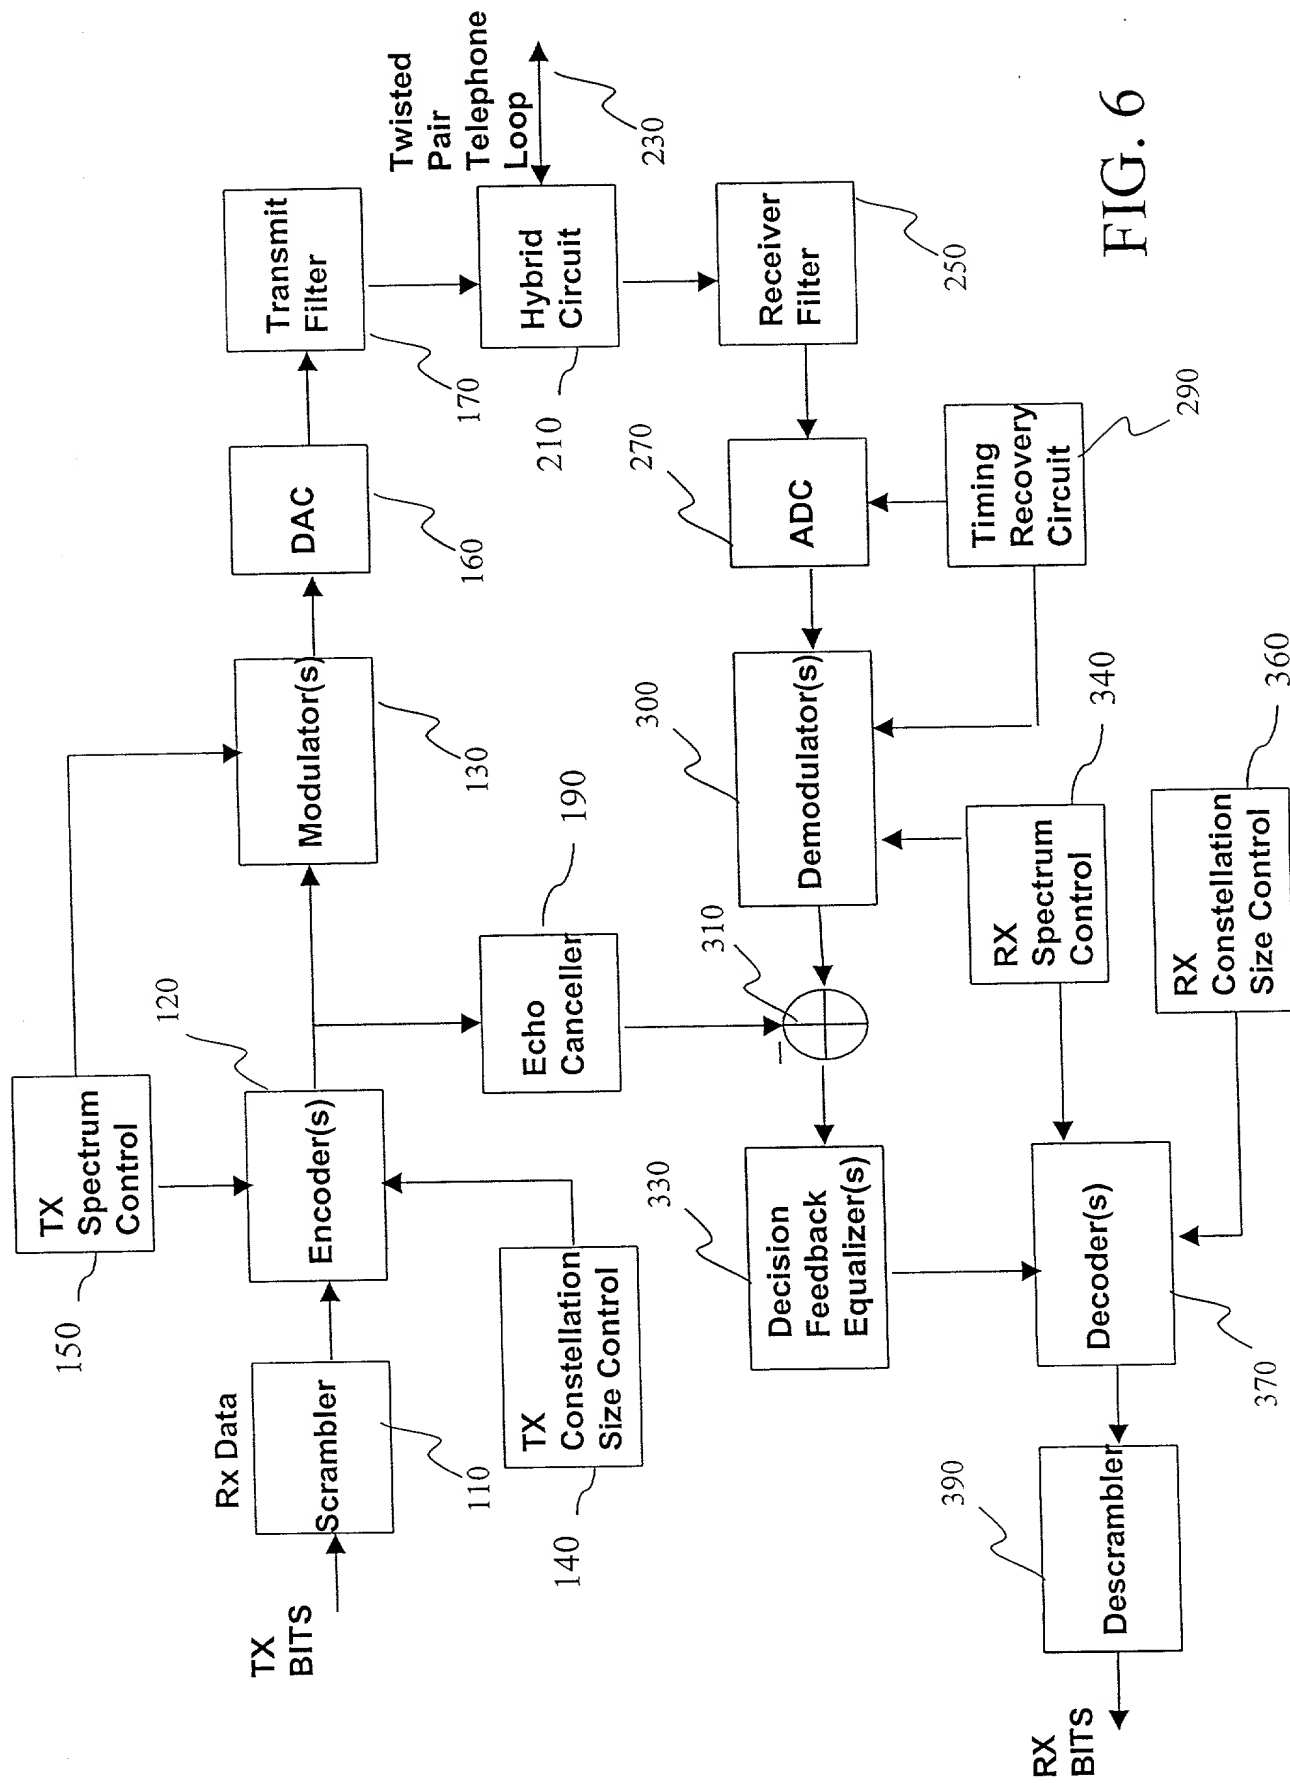 TX
Spectrum
Control
150
120
Rx Data
TX
BITS
Scrambler
110
Encoder(s)
Modulator(s)
130
DAC
160
Transmit
Filter
170
Twisted
Pair
Telephone
Loop
230
TX
Constellation
Size Control
140
Echo
Canceller
190
Hybrid
Circuit
210
330
Decision
Feedback
Equalizer(s)
310
–
300
Demodulator(s)
270
ADC
Receiver
Filter
250
RX
Spectrum
Control
340
Timing
Recovery
Circuit
290
RX
BITS
390
Descrambler
Decoder(s)
370
RX
Constellation
Size Control
360
FIG. 6